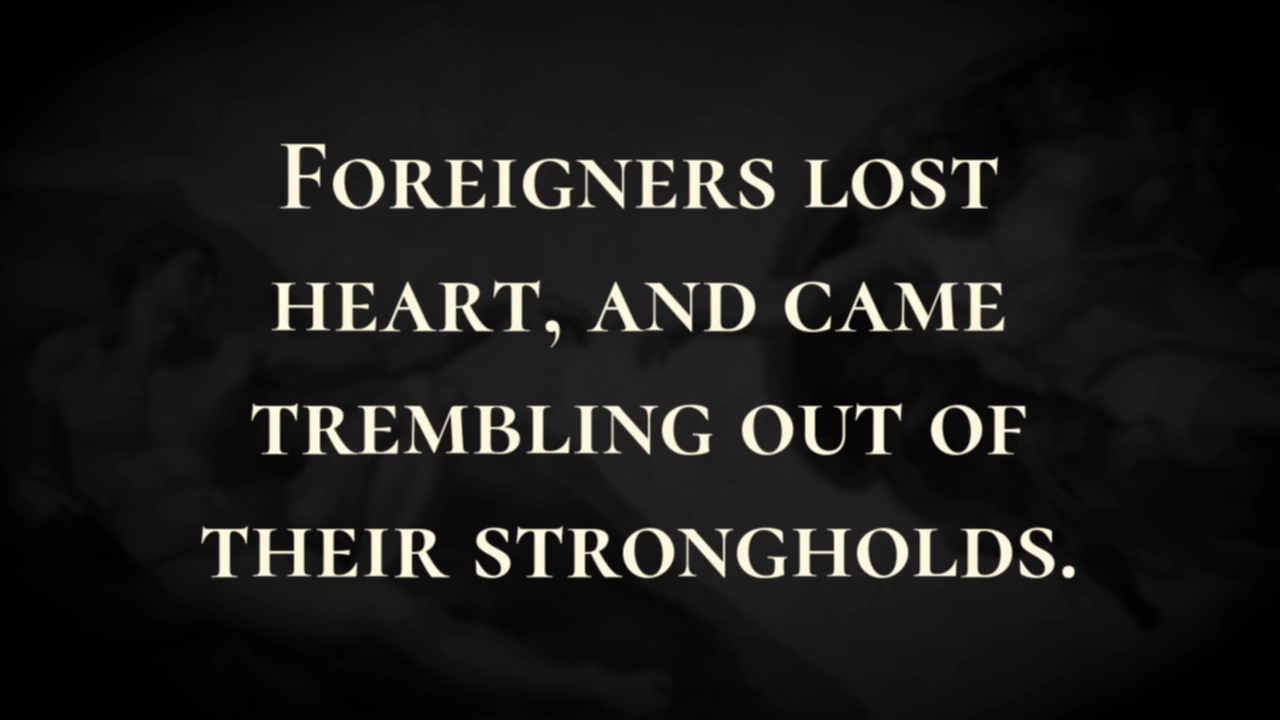 Foreigners lost
heart, and came
trembling out of
their strongholds.